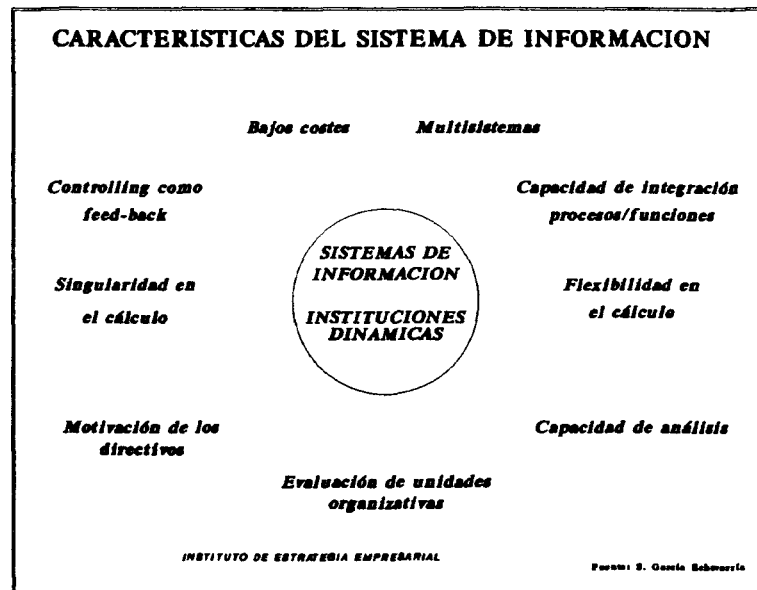 CARACTERISTICAS DEL SISTEMA DE INFORMACION
Bajos costes
Multisistemas
Controlling como
feed-back
Capacidad de integración
procesos/funciones
SISTEMAS DE
INFORMACION
INSTITUCIONES
DINAMICAS
Singularidad en
el cálculo
Flexibilidad en
el cálculo
Motivación de los
directivos
Capacidad de análisis
Evaluación de unidades
organizativas
INSTITUTO DE ESTRATEGIA EMPRESARIAL
Fuente: S. García Echevarría